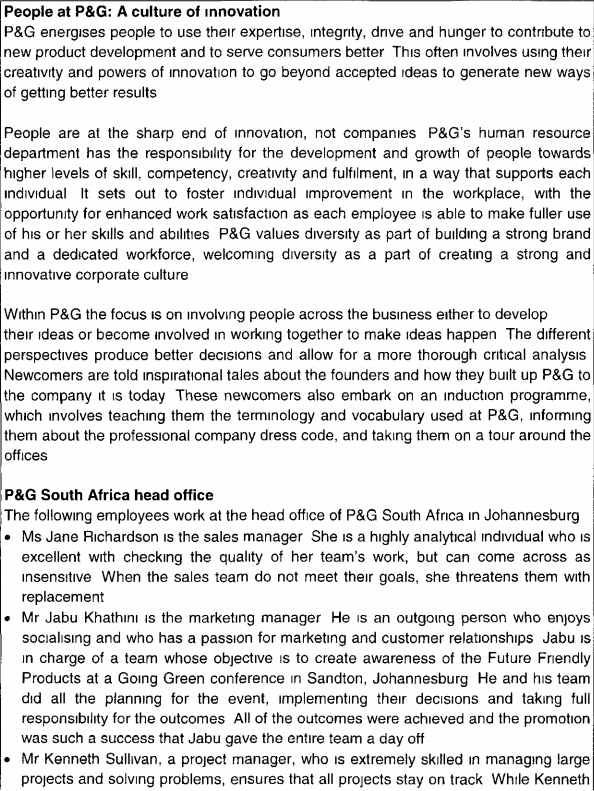 People at P&G: A culture of innovation
P&G energises people to use their expertise, integrity, drive and hunger to contribute to
new product development and to serve consumers better This often involves using their
creativity and powers of innovation to go beyond accepted ideas to generate new ways
of getting better results
People are at the sharp end of innovation, not companies P&G's human resource
department has the responsibility for the development and growth of people towards
higher levels of skill, competency, creativity and fulfilment, in a way that supports each
individual It sets out to foster individual improvement in the workplace, with the
opportunity for enhanced work satisfaction as each employee is able to make fuller use
of his or her skills and abilities P&G values diversity as part of building a strong brand
and a dedicated workforce, welcoming diversity as a part of creating a strong and
innovative corporate culture
Within P&G the focus is on involving people across the business either to develop
their ideas or become involved in working together to make ideas happen The different
perspectives produce better decisions and allow for a more thorough critical analysis
Newcomers are told inspirational tales about the founders and how they built up P&G to
the company it is today These newcomers also embark on an induction programme,
which involves teaching them the terminology and vocabulary used at P&G, informing
them about the professional company dress code, and taking them on a tour around the
offices
P&G South Africa head office
The following employees work at the head office of P&G South Africa in Johannesburg
• Ms Jane Richardson is the sales manager She is a highly analytical individual who is
excellent with checking the quality of her team's work, but can come across as
insensitive When the sales team do not meet their goals, she threatens them with
replacement
• Mr Jabu Khathini is the marketing manager He is an outgoing person who enjoys
socialising and who has a passion for marketing and customer relationships Jabu is
in charge of a team whose objective is to create awareness of the Future Friendly
Products at a Going Green conference in Sandton, Johannesburg He and his team
did all the planning for the event, implementing their decisions and taking full
responsibility for the outcomes All of the outcomes were achieved and the promotion
was such a success that Jabu gave the entire team a day off
• Mr Kenneth Sullivan, a project manager, who is extremely skilled in managing large
projects and solving problems, ensures that all projects stay on track While Kenneth